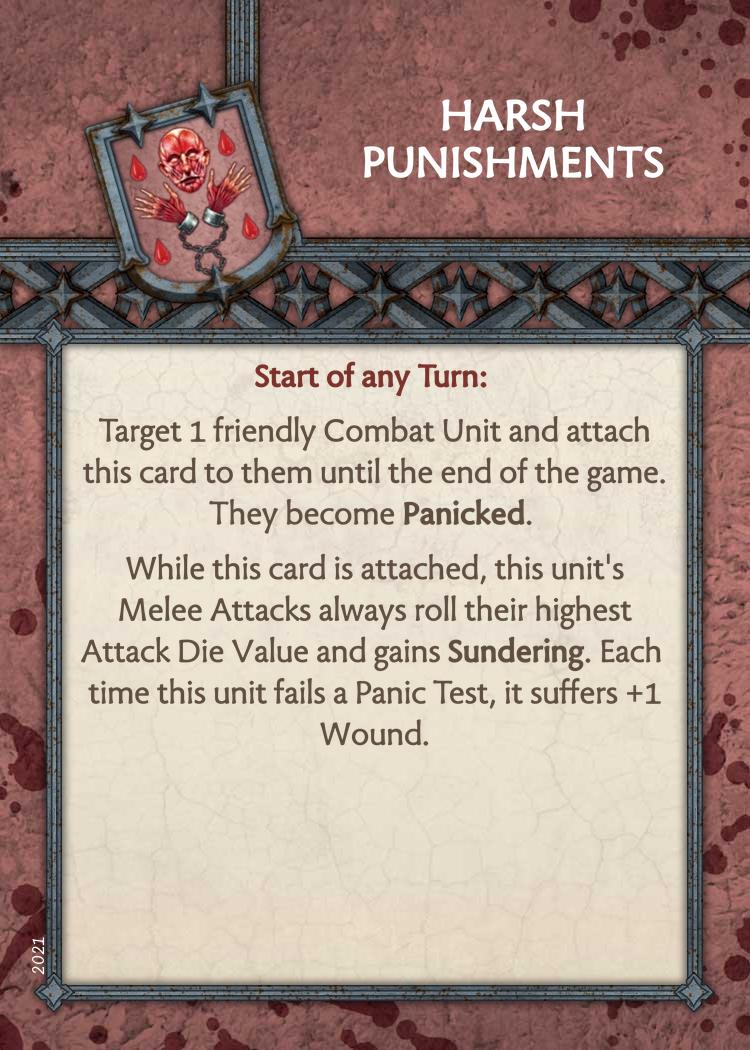 HARSH
PUNISHMENTS
Start of any Turn:
Target 1 friendly Combat Unit and attach
this card to them until the end of the game.
They become Panicked.
While this card is attached, this unit's
Melee Attacks always roll their highest
Attack Die Value and gains Sundering. Each
time this unit fails a Panic Test, it suffers +1
Wound.
2021